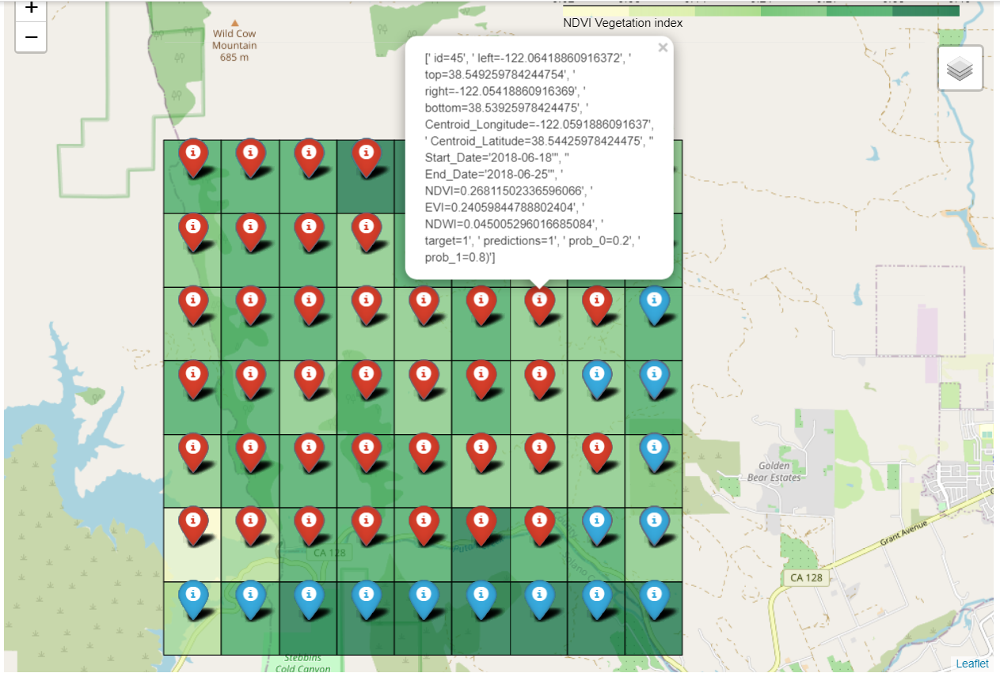 +
−
Wild Cow
Mountain
685 m
NDVI Vegetation index
×
[' id=45', ' left=-122.06418860916372', '
top=38.549259784244754', '
right=-122.05418860916369', '
bottom=38.53925978424475', '
Centroid_Longitude=-122.0591886091637',
' Centroid_Latitude=38.54425978424475', "
Start_Date='2018-06-18'", "
End_Date='2018-06-25'", '
NDVI=0.26811502336596066', '
EVI=0.24059844788802404', '
NDWI=0.045005296016685084', '
target=1', ' predictions=1', ' prob_0=0.2', '
prob_1=0.8)']
Golden
Bear Estates
Grant Avenue
CA 128
CA 128
Stebbins
Cold Canyon
Leaflet